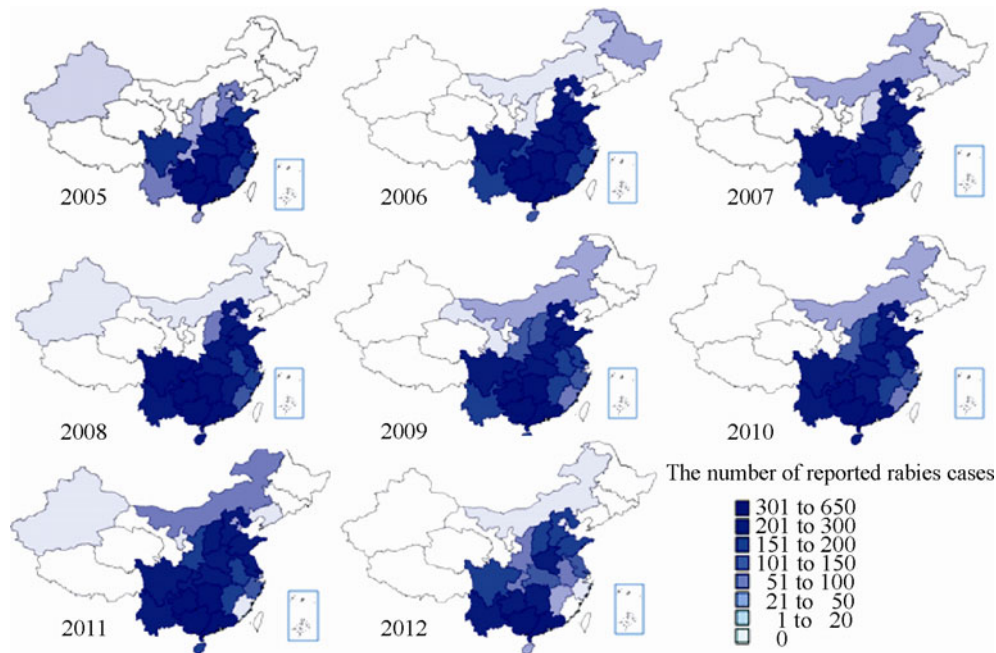 2005
2006
2007
2008
2009
2010
2011
2012
The number of reported rabies cases
301 to 650
201 to 300
151 to 200
101 to 150
51 to 100
21 to 50
1 to 20
0